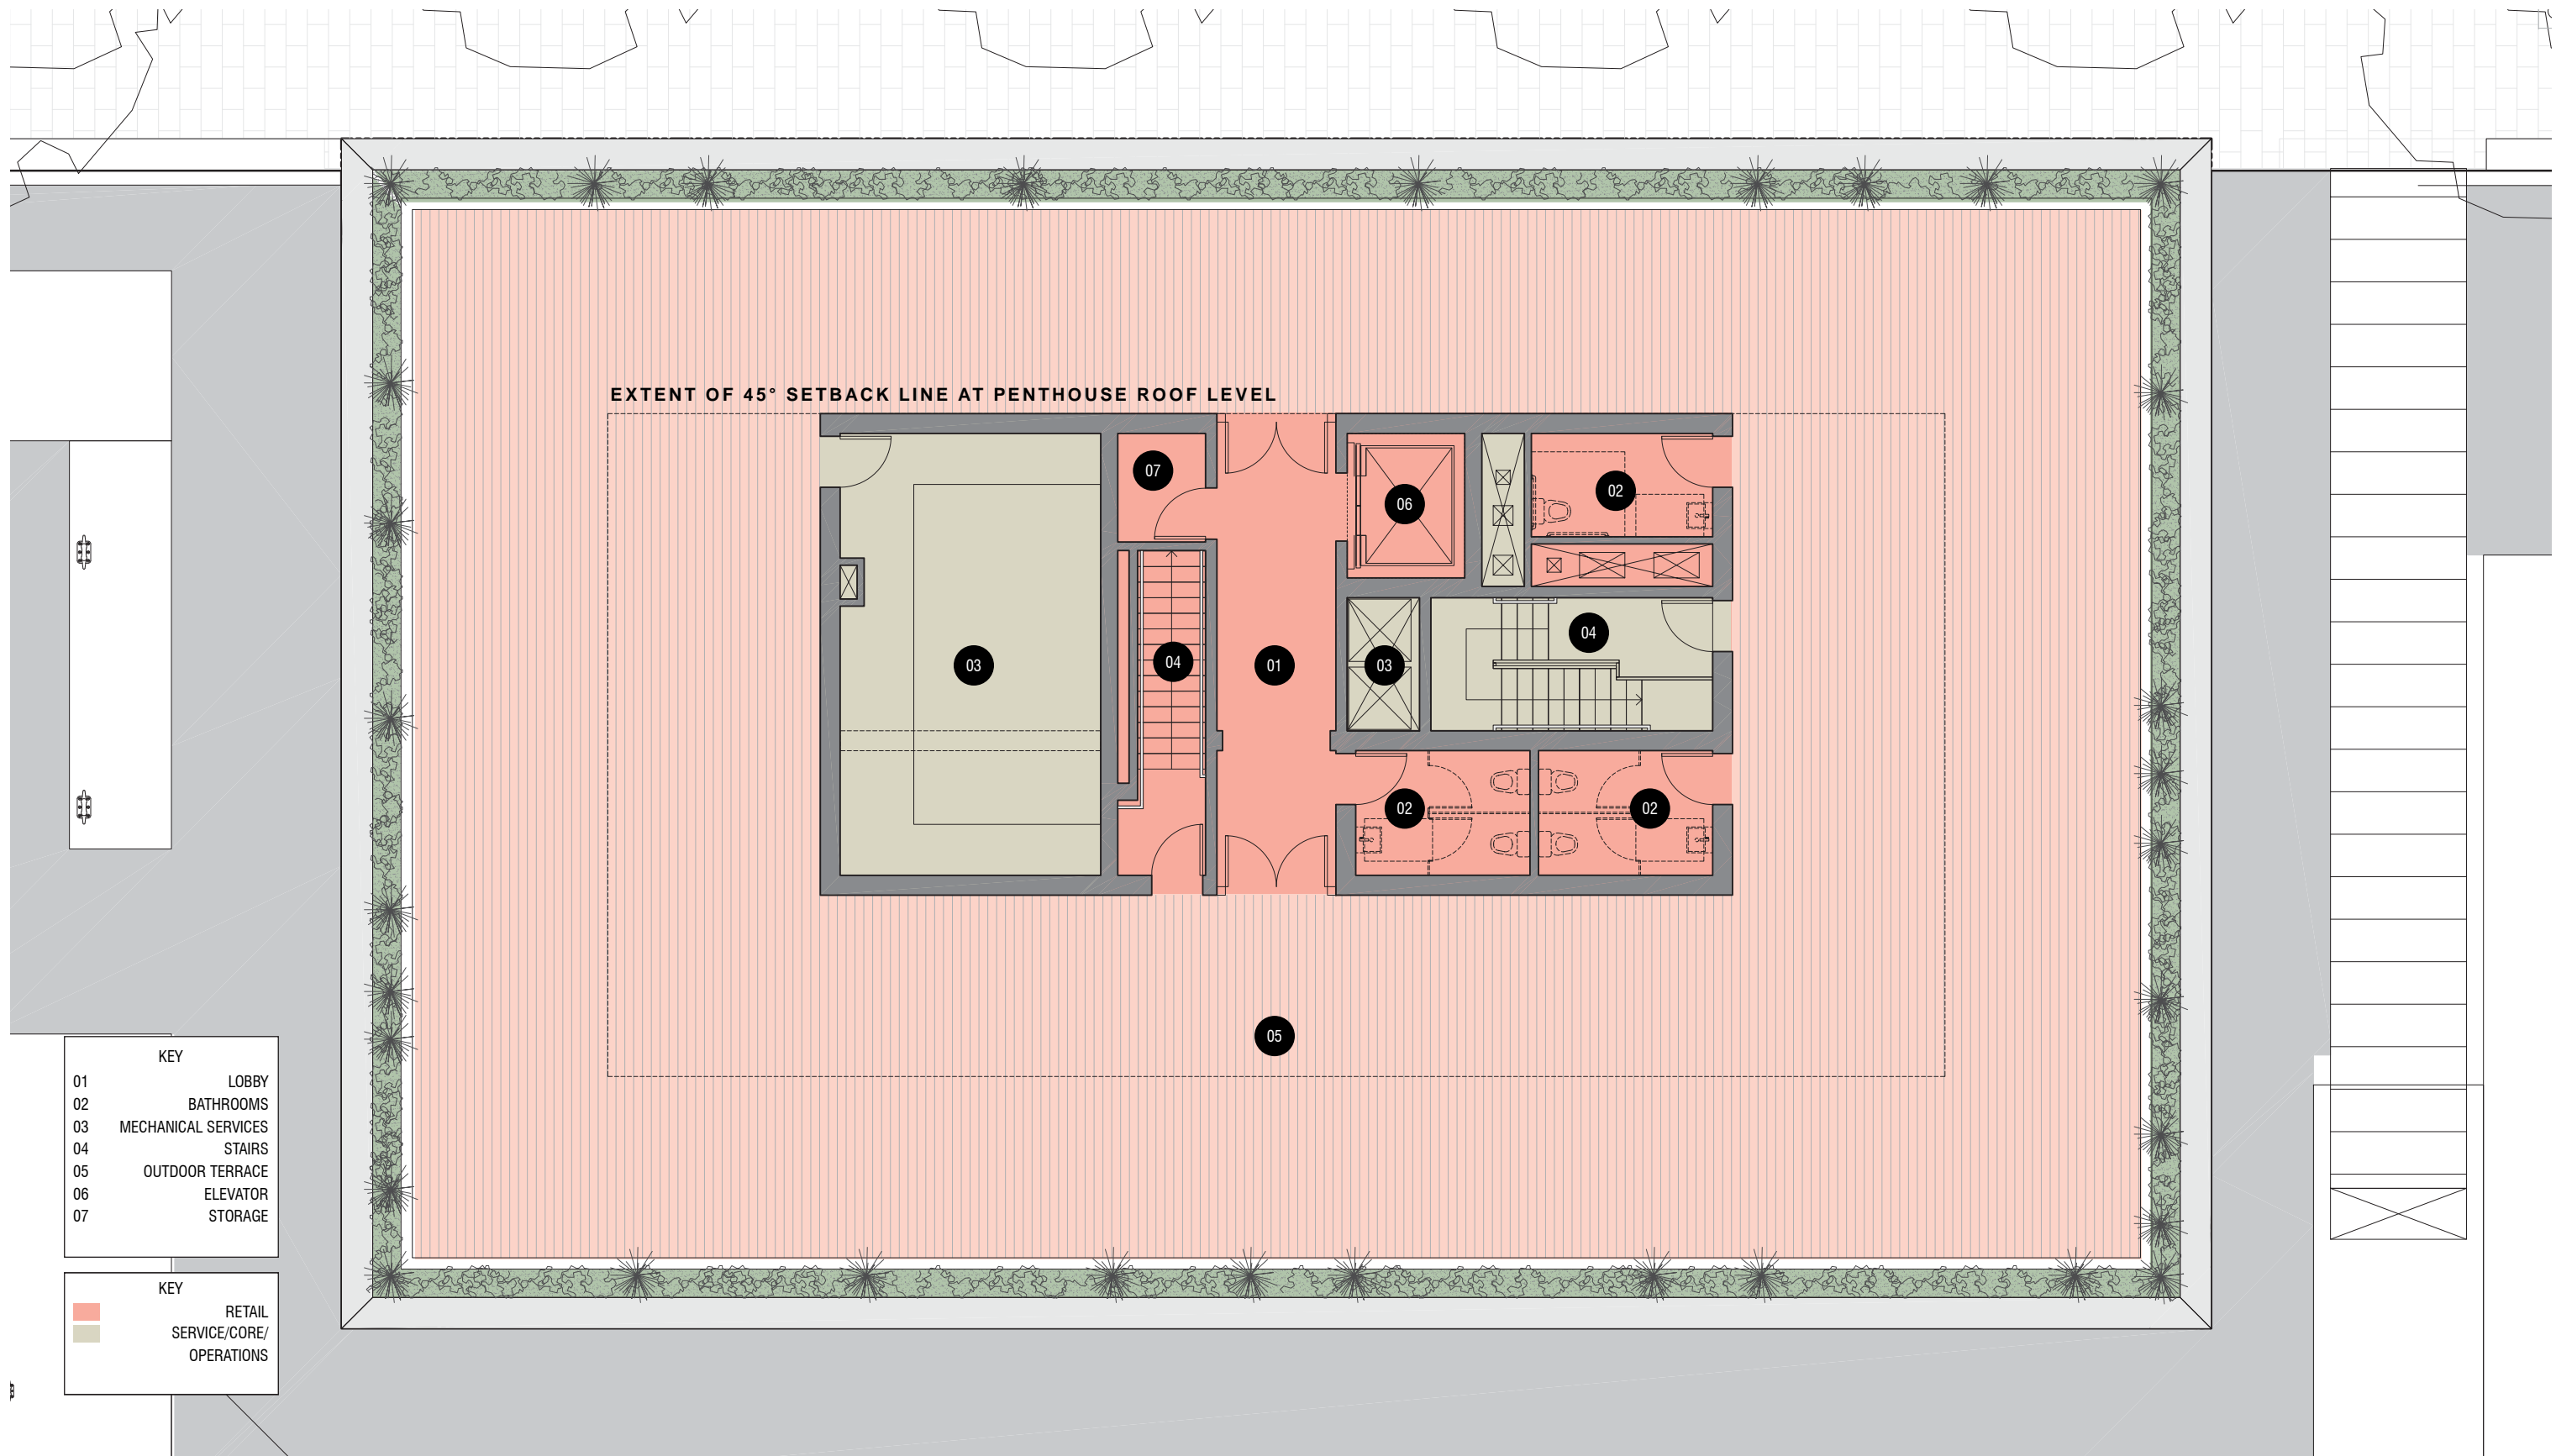 EXTENT OF 45° SETBACK LINE AT PENTHOUSE ROOF LEVEL
07
06
02
04
03
04
01
03
02
02
05
KEY
01 LOBBY
02 BATHROOMS
03 MECHANICAL SERVICES
04 STAIRS
05 OUTDOOR TERRACE
06 ELEVATOR
07 STORAGE
KEY
RETAIL
SERVICE/CORE/
OPERATIONS